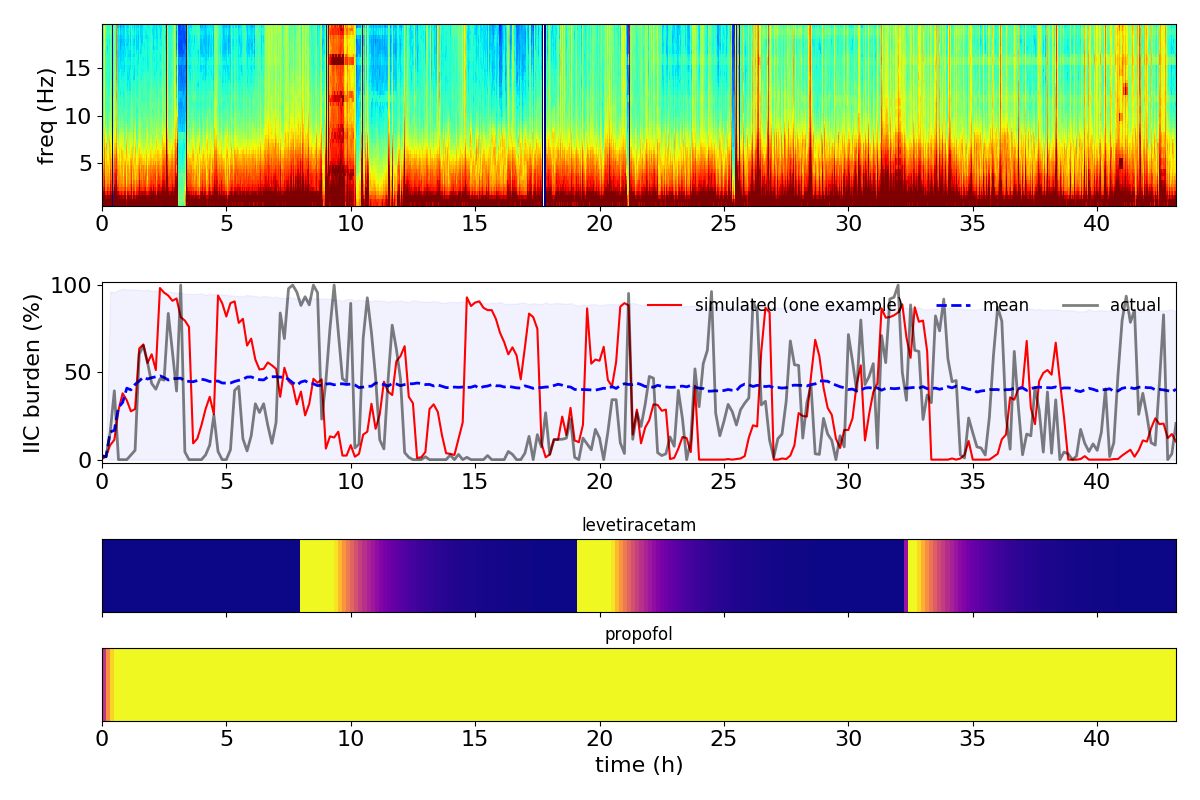 freq (Hz)
15
10
5
0 5 10 15 20 25 30 35 40
IIC burden (%)
100
50
0
simulated (one example) mean actual
0 5 10 15 20 25 30 35 40
levetiracetam
propofol
0 5 10 15 20 25 30 35 40
time (h)